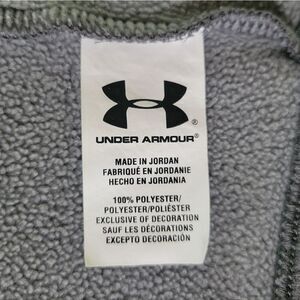 UNDER ARMOUR®
MADE IN JORDAN
FABRIQUÉ EN JORDANIE
HECHO EN JORDANIA
100% POLYESTER/
POLYESTER/POLIÉSTER
EXCLUSIVE OF DECORATION
SAUF LES DÉCORATIONS
EXCEPTO DECORACIÓN